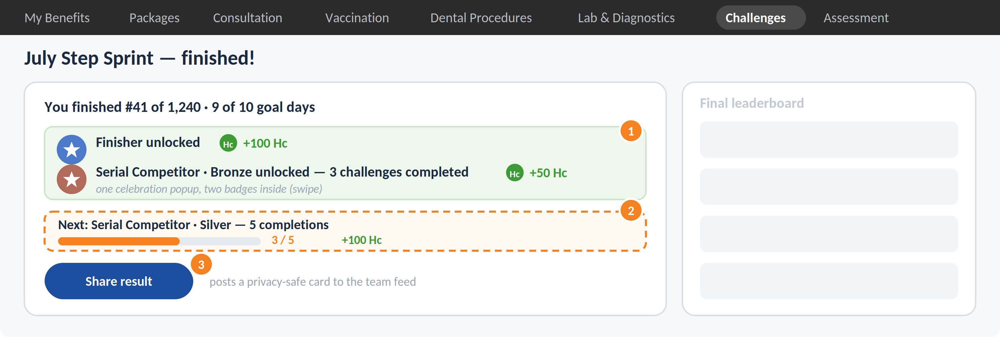 My Benefits Packages Consultation Vaccination Dental Procedures Lab & Diagnostics Challenges Assessment
July Step Sprint — finished!
You finished #41 of 1,240 · 9 of 10 goal days
1
Finisher unlocked Hc +100 Hc
Serial Competitor · Bronze unlocked — 3 challenges completed Hc +50 Hc
one celebration popup, two badges inside (swipe)
2
Next: Serial Competitor · Silver — 5 completions
3 / 5 +100 Hc
3
Share result posts a privacy-safe card to the team feed
Final leaderboard